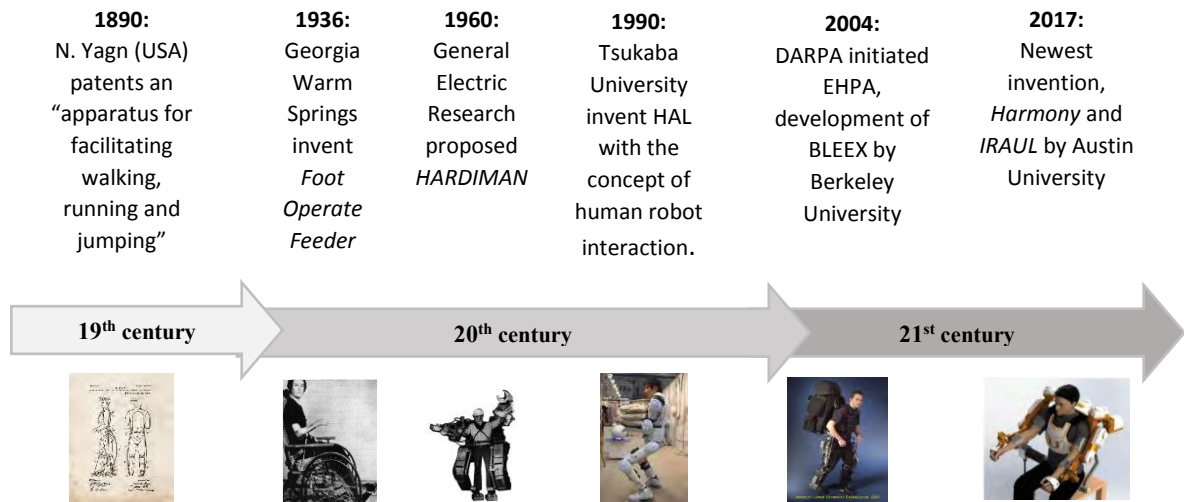 1890:
N. Yagn (USA)
patents an
“apparatus for
facilitating
walking,
running and
jumping”
1936:
Georgia
Warm
Springs
invent
Foot
Operate
Feeder
1960:
General
Electric
Research
proposed
HARDIMAN
1990:
Tsukaba
University
invent HAL
with the
concept of
human robot
interaction.
2004:
DARPA initiated
EHPA,
development of
BLEEX by
Berkeley
University
2017:
Newest
invention,
Harmony and
IRAUL by Austin
University
19th century
20th century
21st century